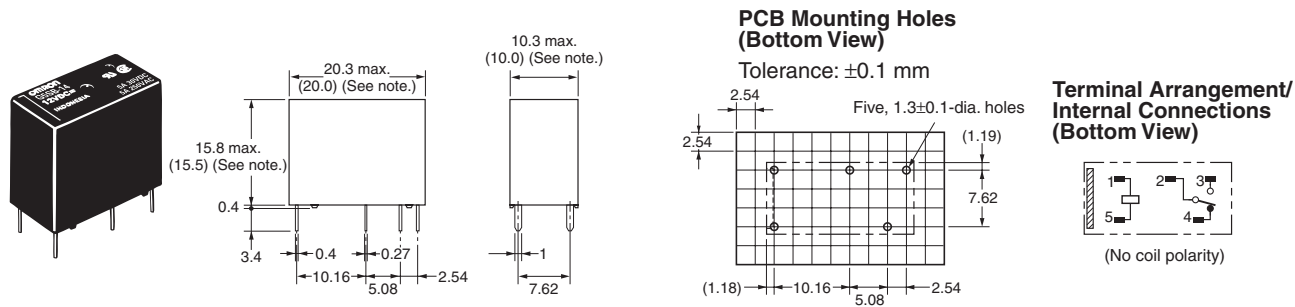 OMRON
G5SB-14
12VDC
INDONESIA
5A 30VDC
5A 250VAC
20.3 max.
(20.0) (See note.)
15.8 max.
(15.5) (See note.)
0.4
3.4
0.4
0.27
10.16
5.08
2.54
10.3 max.
(10.0) (See note.)
1
7.62
PCB Mounting Holes
(Bottom View)
Tolerance: ±0.1 mm
2.54
2.54
Five, 1.3±0.1-dia. holes
(1.19)
7.62
(1.18)
10.16
5.08
2.54
Terminal Arrangement/
Internal Connections
(Bottom View)
1
2
3
5
4
(No coil polarity)